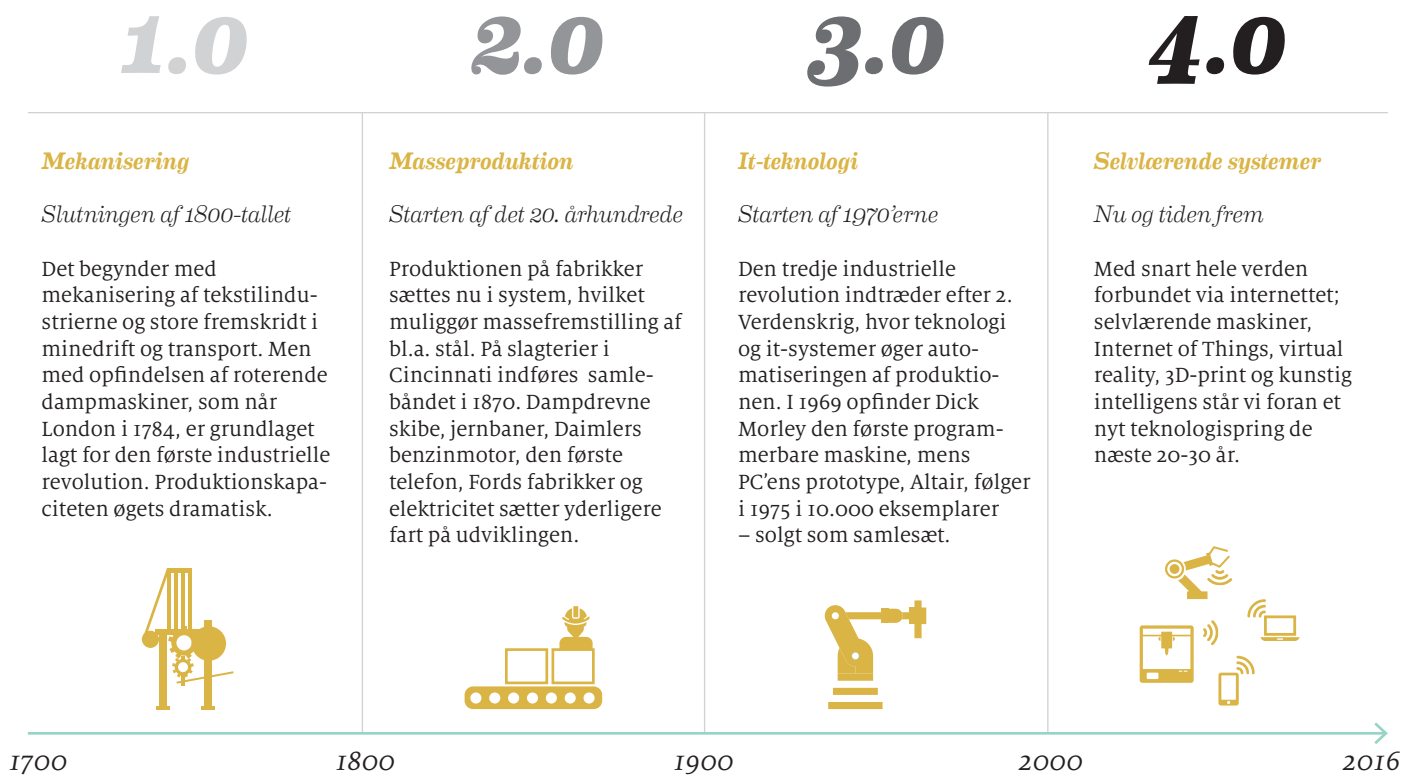 1.0
2.0
3.0
4.0
Mekanisering
Slutningen af 1800-tallet
Det begynder med
mekanisering af tekstilindu-
strierne og store fremskridt i
minedrift og transport. Men
med opfindelsen af roterende
dampmaskiner, som når
London i 1784, er grundlaget
lagt for den første industrielle
revolution. Produktionskapa-
citeten øgets dramatisk.
Masseproduktion
Starten af det 20. århundrede
Produktionen på fabrikker
sættes nu i system, hvilket
muliggør massefremstilling af
bl.a. stål. På slagterier i
Cincinnati indføres samle-
båndet i 1870. Dampdrevne
skibe, jernbaner, Daimlers
benzinmotor, den første
telefon, Fords fabrikker og
elektricitet sætter yderligere
fart på udviklingen.
It-teknologi
Starten af 1970’erne
Den tredje industrielle
revolution indtræder efter 2.
Verdenskrig, hvor teknologi
og it-systemer øger auto-
matiseringen af produktio-
nen. I 1969 opfinder Dick
Morley den første program-
merbare maskine, mens
PC’ens prototype, Altair, følger
i 1975 i 10.000 eksemplarer
– solgt som samlesæt.
Selvlærende systemer
Nu og tiden frem
Med snart hele verden
forbundet via internettet;
selvlærende maskiner,
Internet of Things, virtual
reality, 3D-print og kunstig
intelligens står vi foran et
nyt teknologispring de
næste 20-30 år.
1700
1800
1900
2000
2016